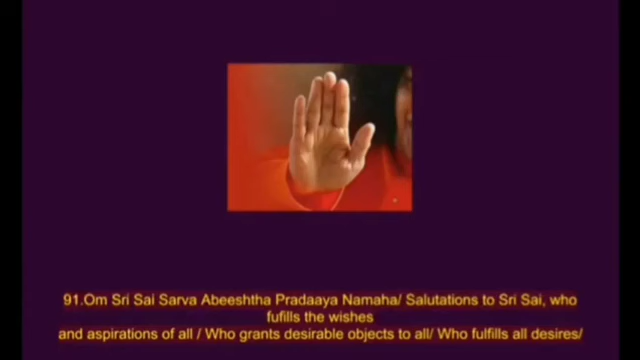 91.Om Sri Sai Sarva Abeeshtha Pradaaya Namaha/ Salutations to Sri Sai, who
fufills the wishes
and aspirations of all / Who grants desirable objects to all/ Who fulfills all desires/